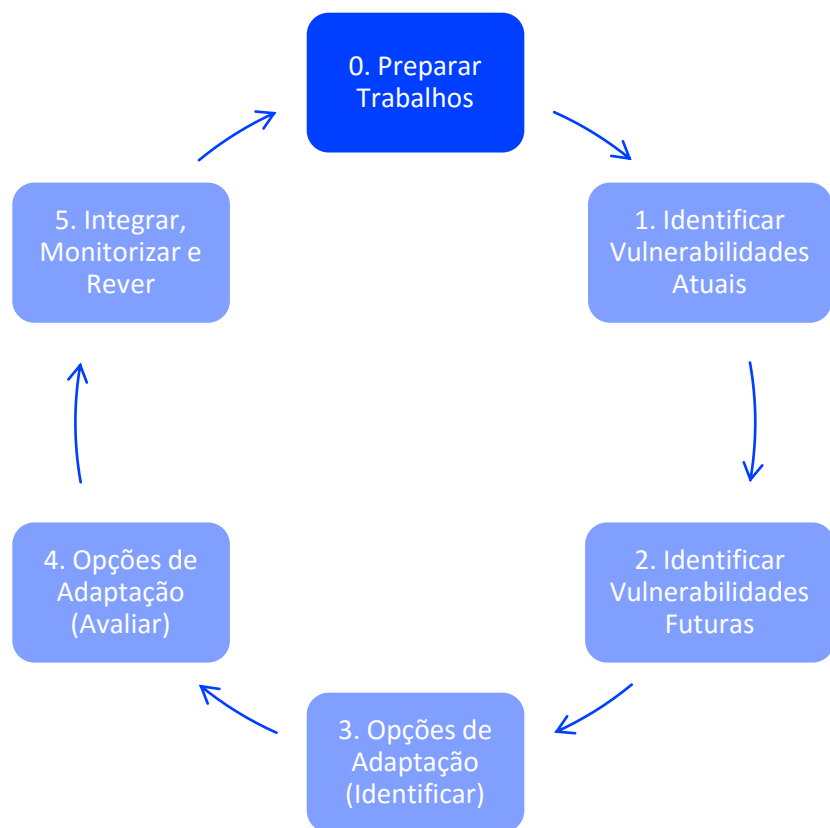 0. Preparar
Trabalhos
1. Identificar
Vulnerabilidades
Atuais
2. Identificar
Vulnerabilidades
Futuras
3. Opções de
Adaptação
(Identificar)
4. Opções de
Adaptação
(Avaliar)
5. Integrar,
Monitorizar e
Rever